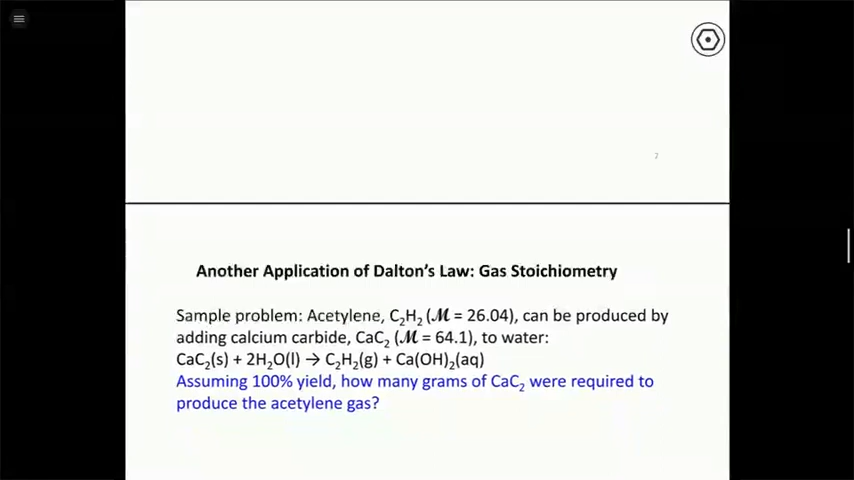 7
Another Application of Dalton's Law: Gas Stoichiometry
Sample problem: Acetylene, C₂H₂ (ℳ = 26.04), can be produced by
adding calcium carbide, CaC₂ (ℳ = 64.1), to water:
CaC₂(s) + 2H₂O(l) → C₂H₂(g) + Ca(OH)₂(aq)
Assuming 100% yield, how many grams of CaC₂ were required to
produce the acetylene gas?